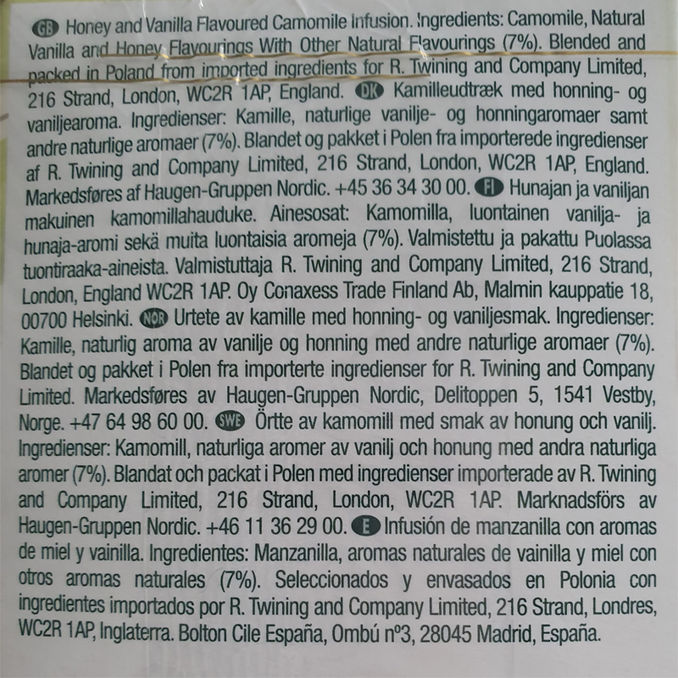 GB Honey and Vanilla Flavoured Camomile Infusion. Ingredients: Camomile, Natural
Vanilla and Honey Flavourings With Other Natural Flavourings (7%). Blended and
packed in Poland from imported ingredients for R. Twining and Company Limited,
216 Strand, London, WC2R 1AP, England. DK Kamilleudtræk med honning- og
vaniljearoma. Ingredienser: Kamille, naturlige vanilje- og honningaromaer samt
andre naturlige aromaer (7%). Blandet og pakket i Polen fra importerede ingredienser
af R. Twining and Company Limited, 216 Strand, London, WC2R 1AP, England.
Markedsføres af Haugen-Gruppen Nordic. +45 36 34 30 00. FI Hunajan ja vaniljan
makuinen kamomillahauduke. Ainesosat: Kamomilla, luontainen vanilja- ja
hunaja-aromi sekä muita luontaisia aromeja (7%). Valmistettu ja pakattu Puolassa
tuontiraaka-aineista. Valmistuttaja R. Twining and Company Limited, 216 Strand,
London, England WC2R 1AP. Oy Conaxess Trade Finland Ab, Malmin kauppatie 18,
00700 Helsinki. NOR Urtete av kamille med honning- og vaniljesmak. Ingredienser:
Kamille, naturlig aroma av vanilje og honning med andre naturlige aromaer (7%).
Blandet og pakket i Polen fra importerte ingredienser for R. Twining and Company
Limited. Markedsføres av Haugen-Gruppen Nordic, Delitoppen 5, 1541 Vestby,
Norge. +47 64 98 60 00. SWE Örtte av kamomill med smak av honung och vanilj.
Ingredienser: Kamomill, naturliga aromer av vanilj och honung med andra naturliga
aromer (7%). Blandat och packat i Polen med ingredienser importerade av R. Twining
and Company Limited, 216 Strand, London, WC2R 1AP. Marknadsförs av
Haugen-Gruppen Nordic. +46 11 36 29 00. E Infusión de manzanilla con aromas
de miel y vainilla. Ingredientes: Manzanilla, aromas naturales de vainilla y miel con
otros aromas naturales (7%). Seleccionados y envasados en Polonia con
ingredientes importados por R. Twining and Company Limited, 216 Strand, Londres,
WC2R 1AP, Inglaterra. Bolton Cile España, Ombú nº3, 28045 Madrid, España.